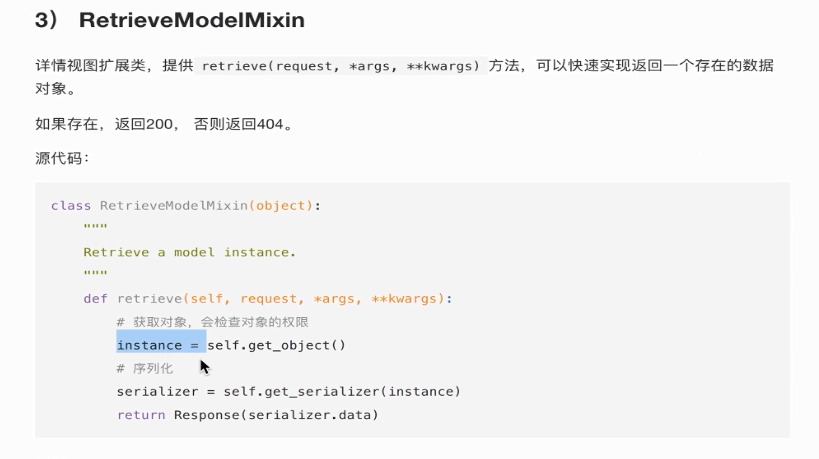 3） RetrieveModelMixin
详情视图扩展类，提供 retrieve(request, *args, **kwargs) 方法，可以快速实现返回一个存在的数据
对象。
如果存在，返回200， 否则返回404。
源代码：
class RetrieveModelMixin(object):
"""
Retrieve a model instance.
"""
def retrieve(self, request, *args, **kwargs):
# 获取对象，会检查对象的权限
instance = self.get_object()
# 序列化
serializer = self.get_serializer(instance)
return Response(serializer.data)